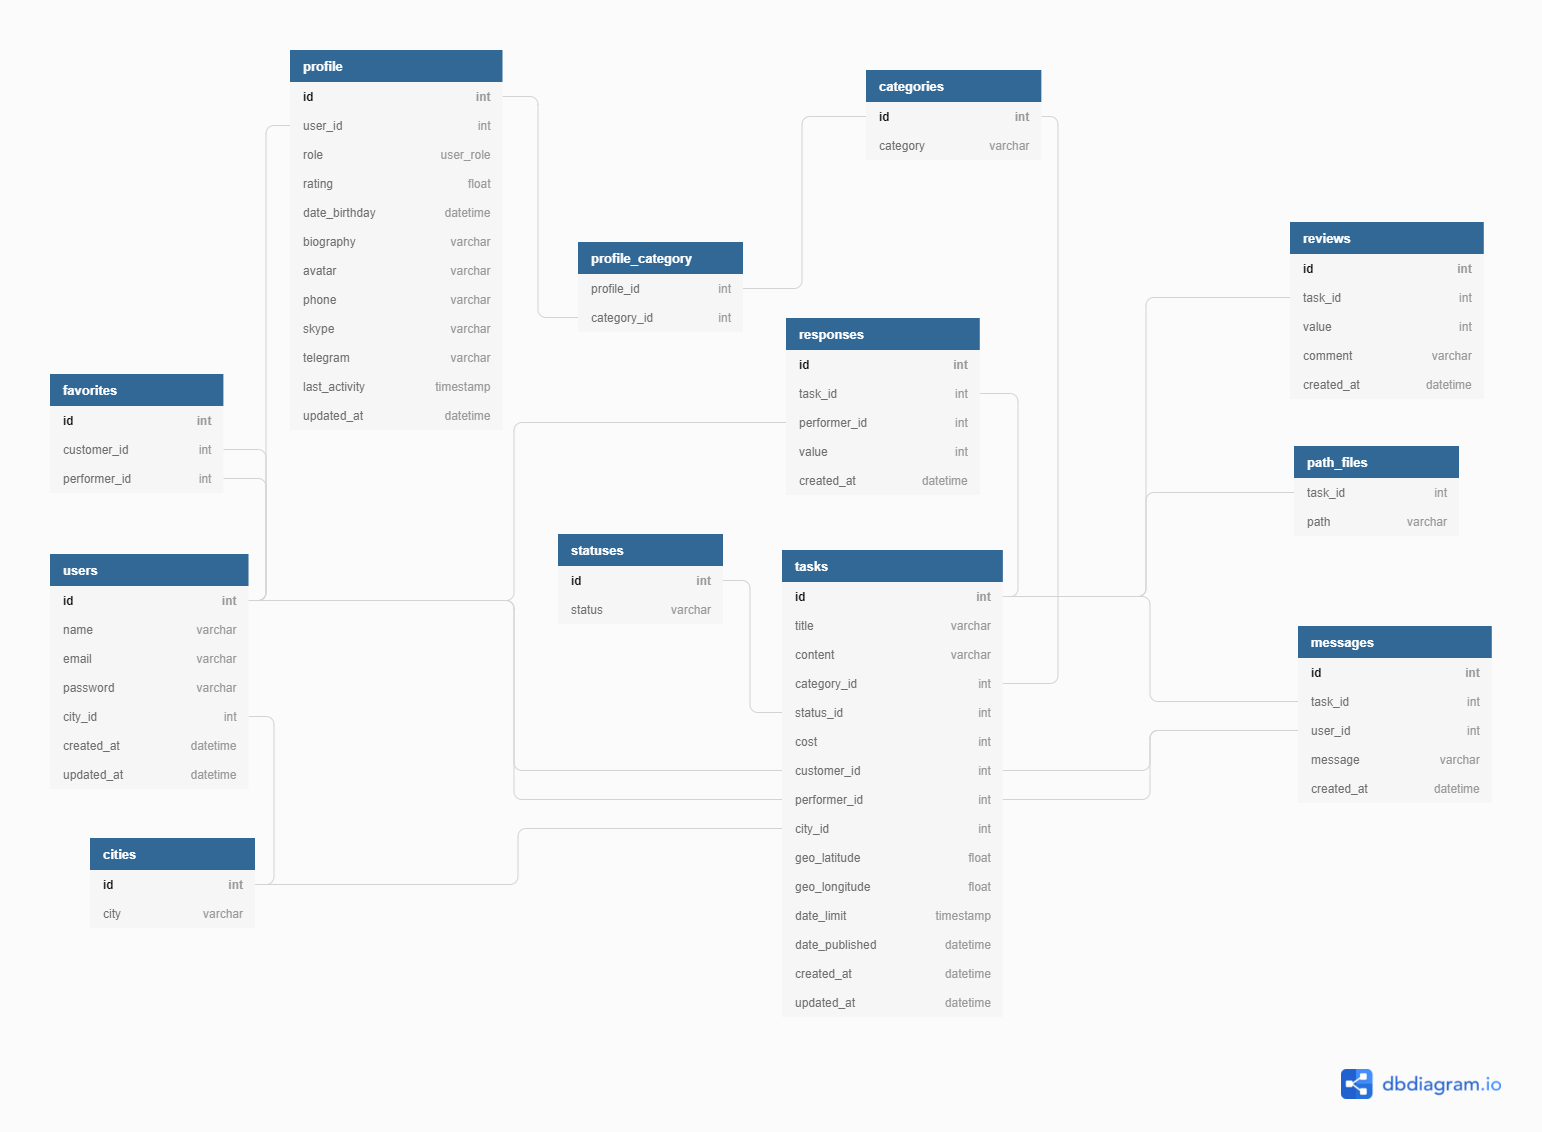 profile
id int
user_id int
role user_role
rating float
date_birthday datetime
biography varchar
avatar varchar
phone varchar
skype varchar
telegram varchar
last_activity timestamp
updated_at datetime
categories
id int
category varchar
profile_category
profile_id int
category_id int
reviews
id int
task_id int
value int
comment varchar
created_at datetime
responses
id int
task_id int
performer_id int
value int
created_at datetime
favorites
id int
customer_id int
performer_id int
path_files
task_id int
path varchar
users
id int
name varchar
email varchar
password varchar
city_id int
created_at datetime
updated_at datetime
statuses
id int
status varchar
tasks
id int
title varchar
content varchar
category_id int
status_id int
cost int
customer_id int
performer_id int
city_id int
geo_latitude float
geo_longitude float
date_limit timestamp
date_published datetime
created_at datetime
updated_at datetime
messages
id int
task_id int
user_id int
message varchar
created_at datetime
cities
id int
city varchar
dbdiagram.io